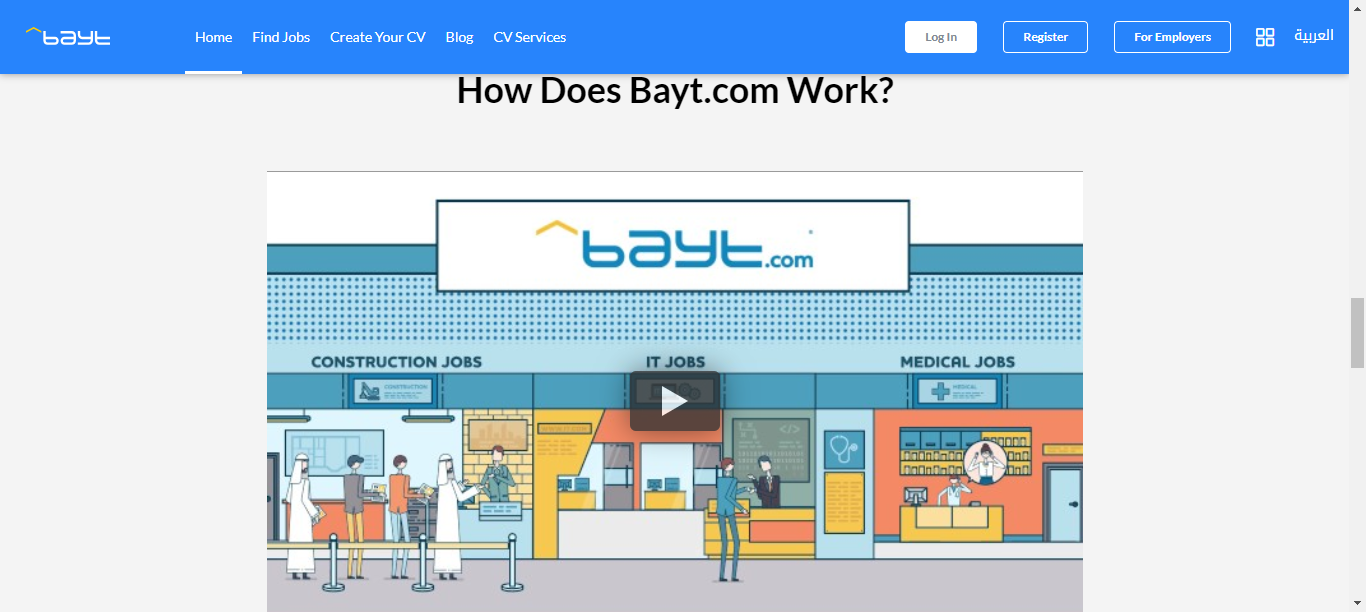 bayt
Home
Find Jobs
Create Your CV
Blog
CV Services
Log In
Register
For Employers
العربية
How Does Bayt.com Work?
bayt.com
CONSTRUCTION JOBS
IT JOBS
MEDICAL JOBS
CONSTRUCTION
MEDICAL